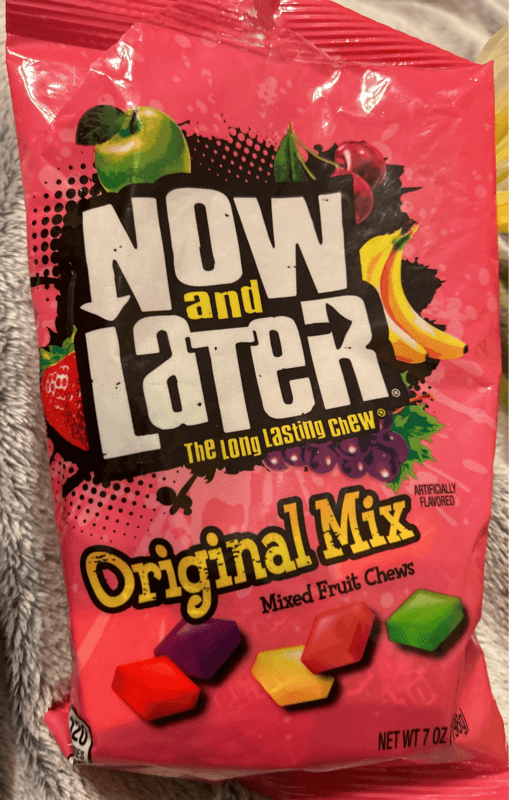 NOW
and
LaTeR®
The Long Lasting Chew®
ARTIFICIALLY
FLAVORED
Original Mix
Mixed Fruit Chews
NET WT 7 OZ